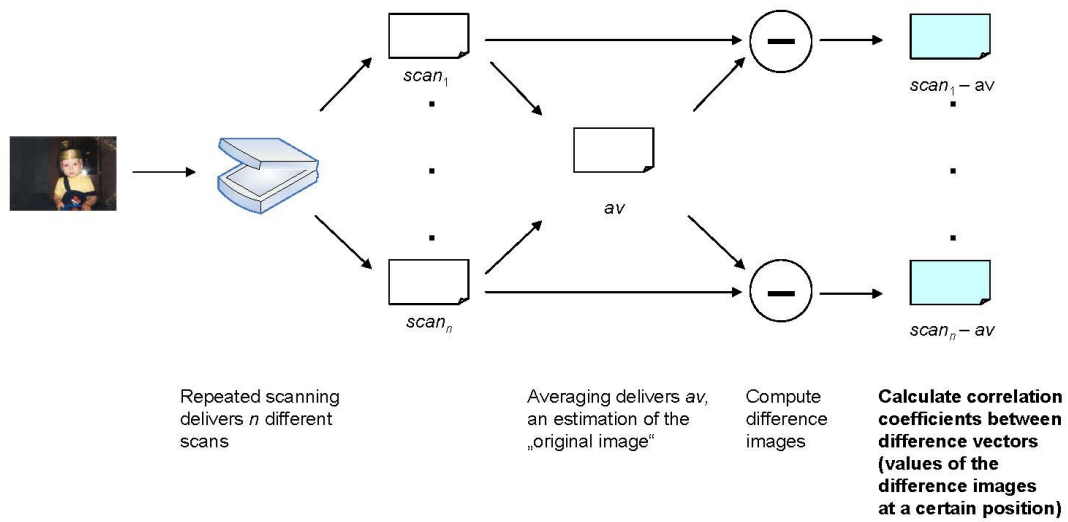 scan₁
scan₁ – av
av
scanₙ
scanₙ – av
Repeated scanning
delivers n different
scans
Averaging delivers av,
an estimation of the
„original image“
Compute
difference
images
Calculate correlation
coefficients between
difference vectors
(values of the
difference images
at a certain position)